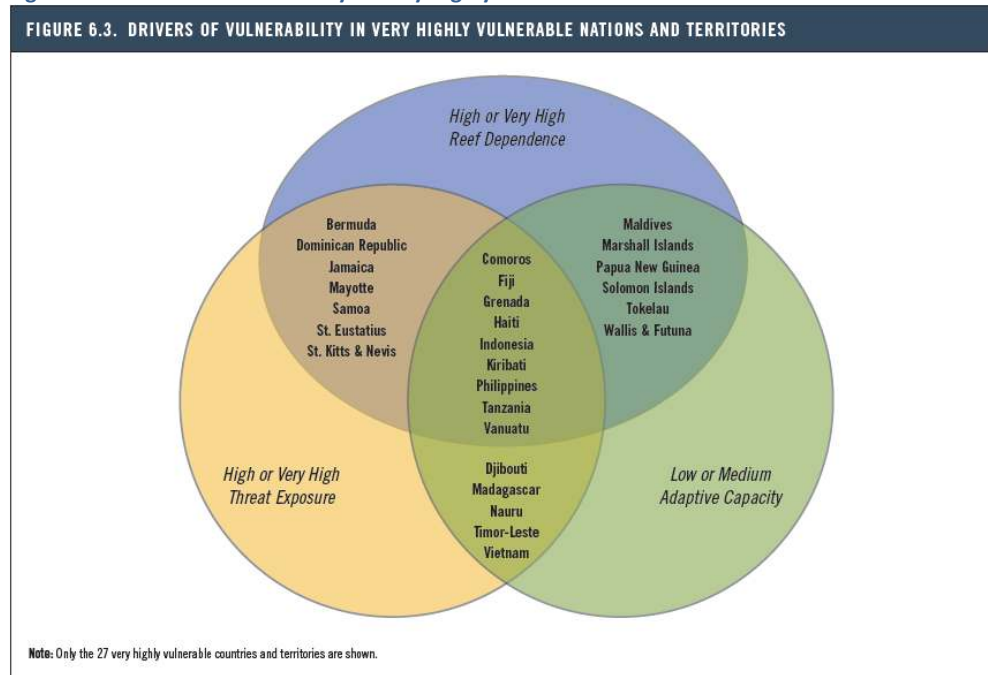 FIGURE 6.3. DRIVERS OF VULNERABILITY IN VERY HIGHLY VULNERABLE NATIONS AND TERRITORIES
High or Very High
Reef Dependence
Bermuda
Dominican Republic
Jamaica
Mayotte
Samoa
St. Eustatius
St. Kitts & Nevis
Comoros
Fiji
Grenada
Haiti
Indonesia
Kiribati
Philippines
Tanzania
Vanuatu
Maldives
Marshall Islands
Papua New Guinea
Solomon Islands
Tokelau
Wallis & Futuna
High or Very High
Threat Exposure
Djibouti
Madagascar
Nauru
Timor-Leste
Vietnam
Low or Medium
Adaptive Capacity
Note: Only the 27 very highly vulnerable countries and territories are shown.